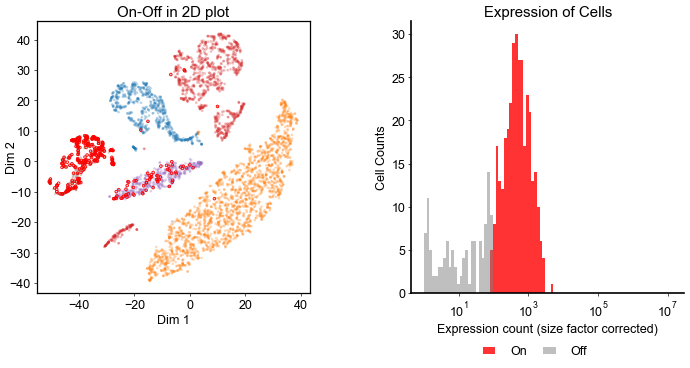 On-Off in 2D plot
Dim 2
40
30
20
10
0
−10
−20
−30
−40
−40 −20 0 20 40
Dim 1
Expression of Cells
Cell Counts
30
25
20
15
10
5
0
10^1 10^3 10^5 10^7
Expression count (size factor corrected)
On Off